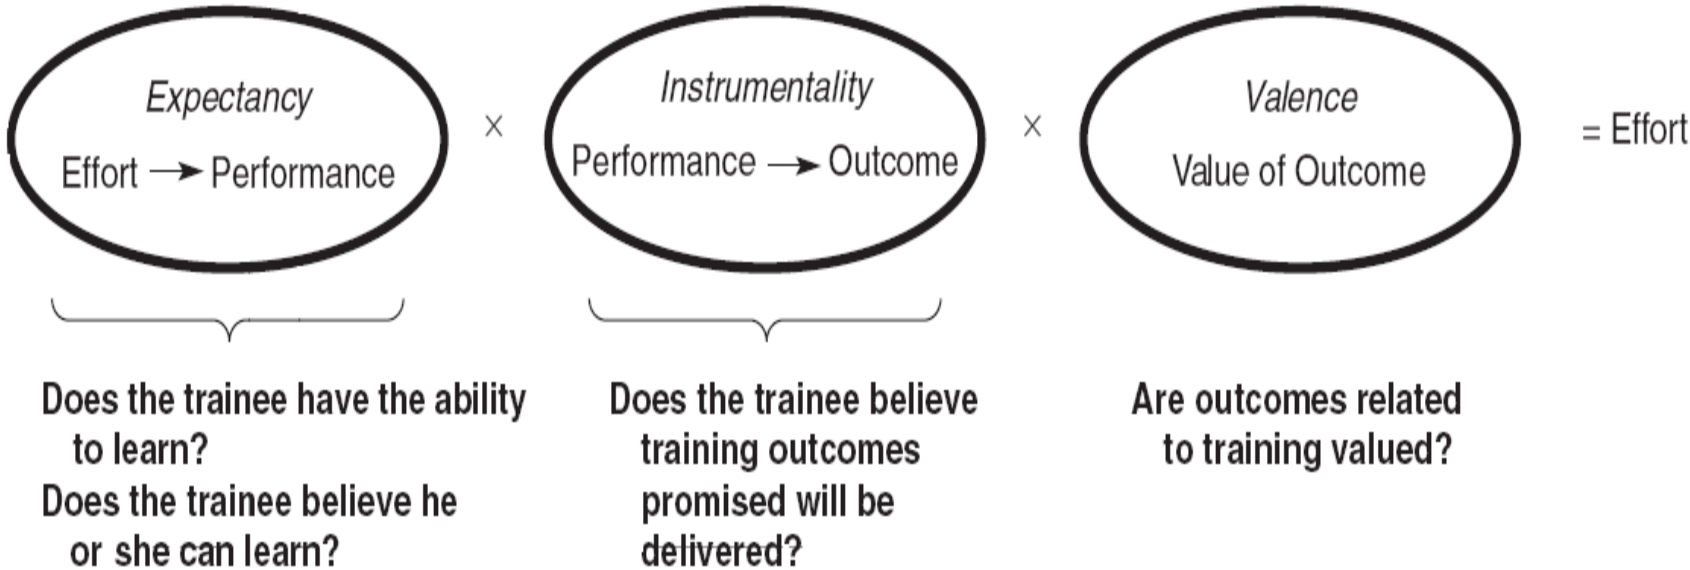 Expectancy
Effort → Performance
×
Instrumentality
Performance → Outcome
×
Valence
Value of Outcome
= Effort
Does the trainee have the ability
to learn?
Does the trainee believe he
or she can learn?
Does the trainee believe
training outcomes
promised will be
delivered?
Are outcomes related
to training valued?